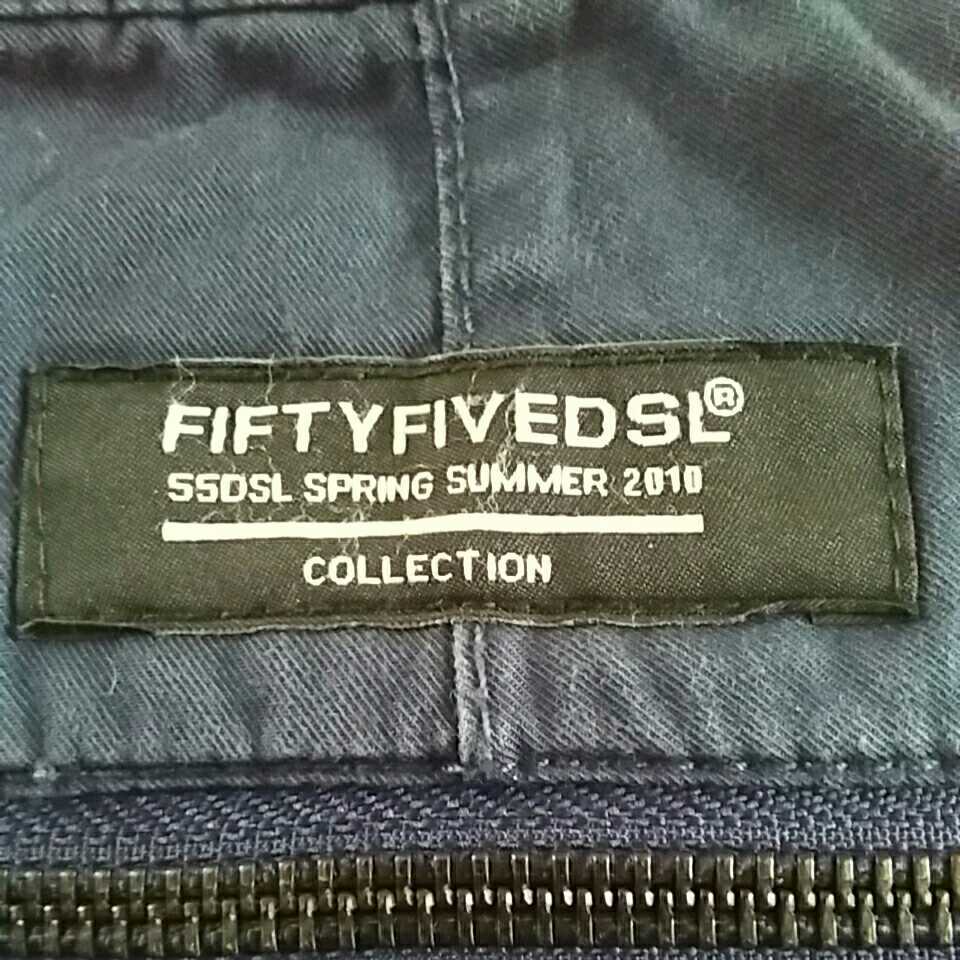 FIFTYFIVEDSL®
55DSL SPRING SUMMER 2010
COLLECTION